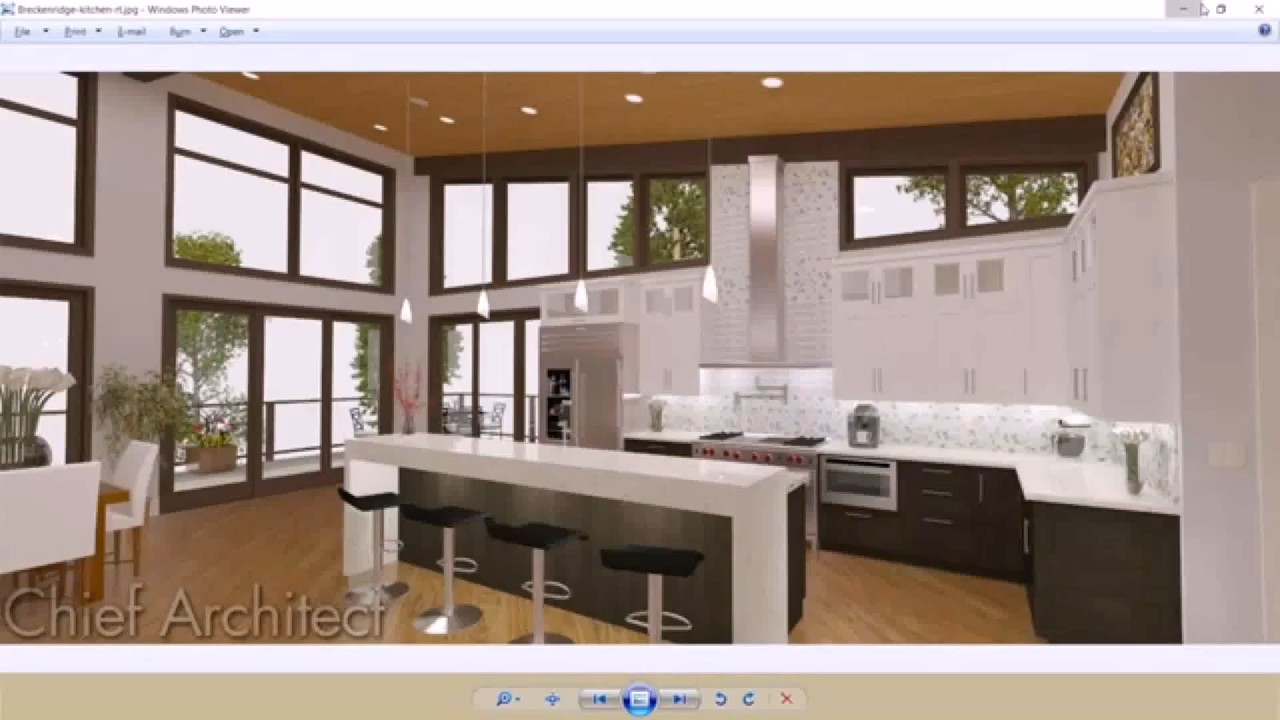 Breckenridge-kitchen-rt.jpg - Windows Photo Viewer
File Print E-mail Burn Open
Chief Architect